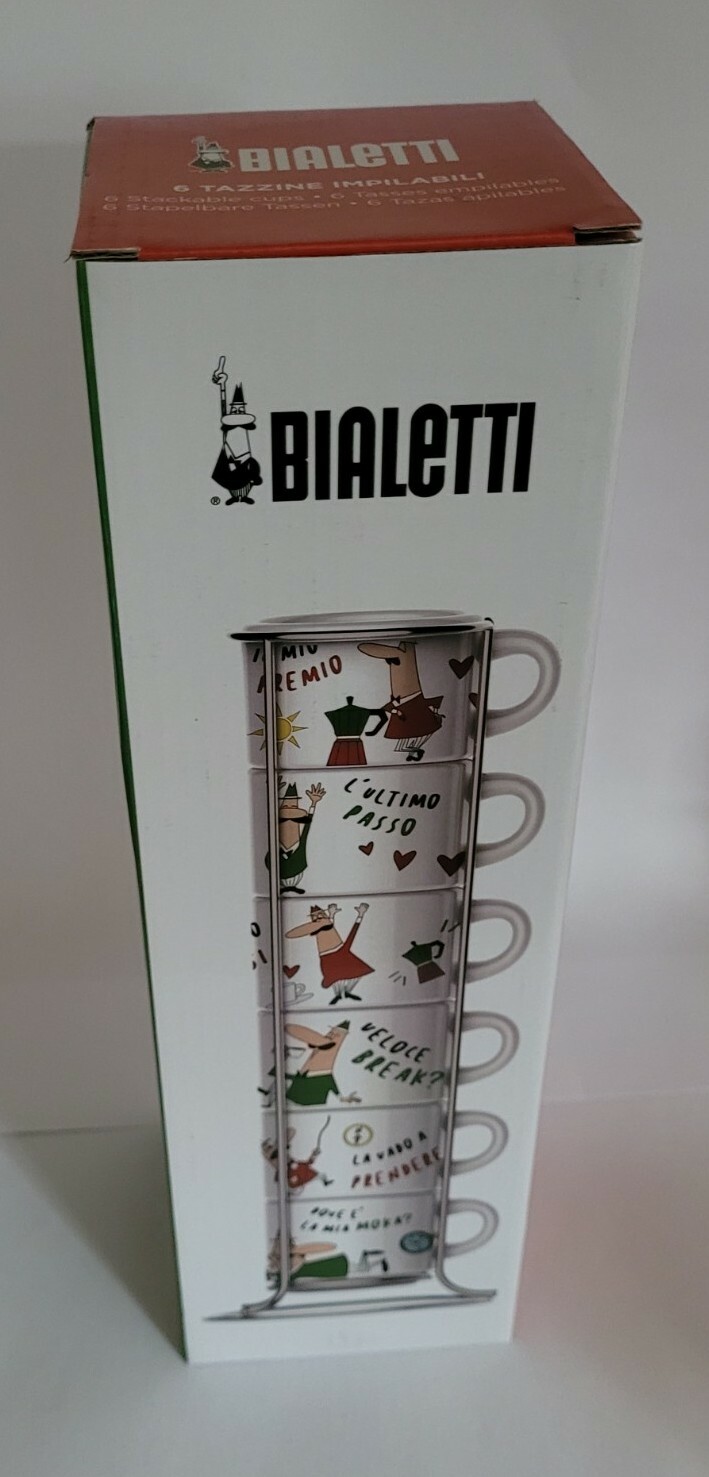 BIALETTI
6 TAZZINE IMPILABILI
6 Stackable cups • 6 Tasses empilables
6 Stapelbare Tassen • 6 Tazas apilables
BIALETTI
®
MIO
PREMIO
L'ULTIMO
PASSO
VELOCE
BREAK?
LA VADO A
PRENDERE
LA MIA MOKA?